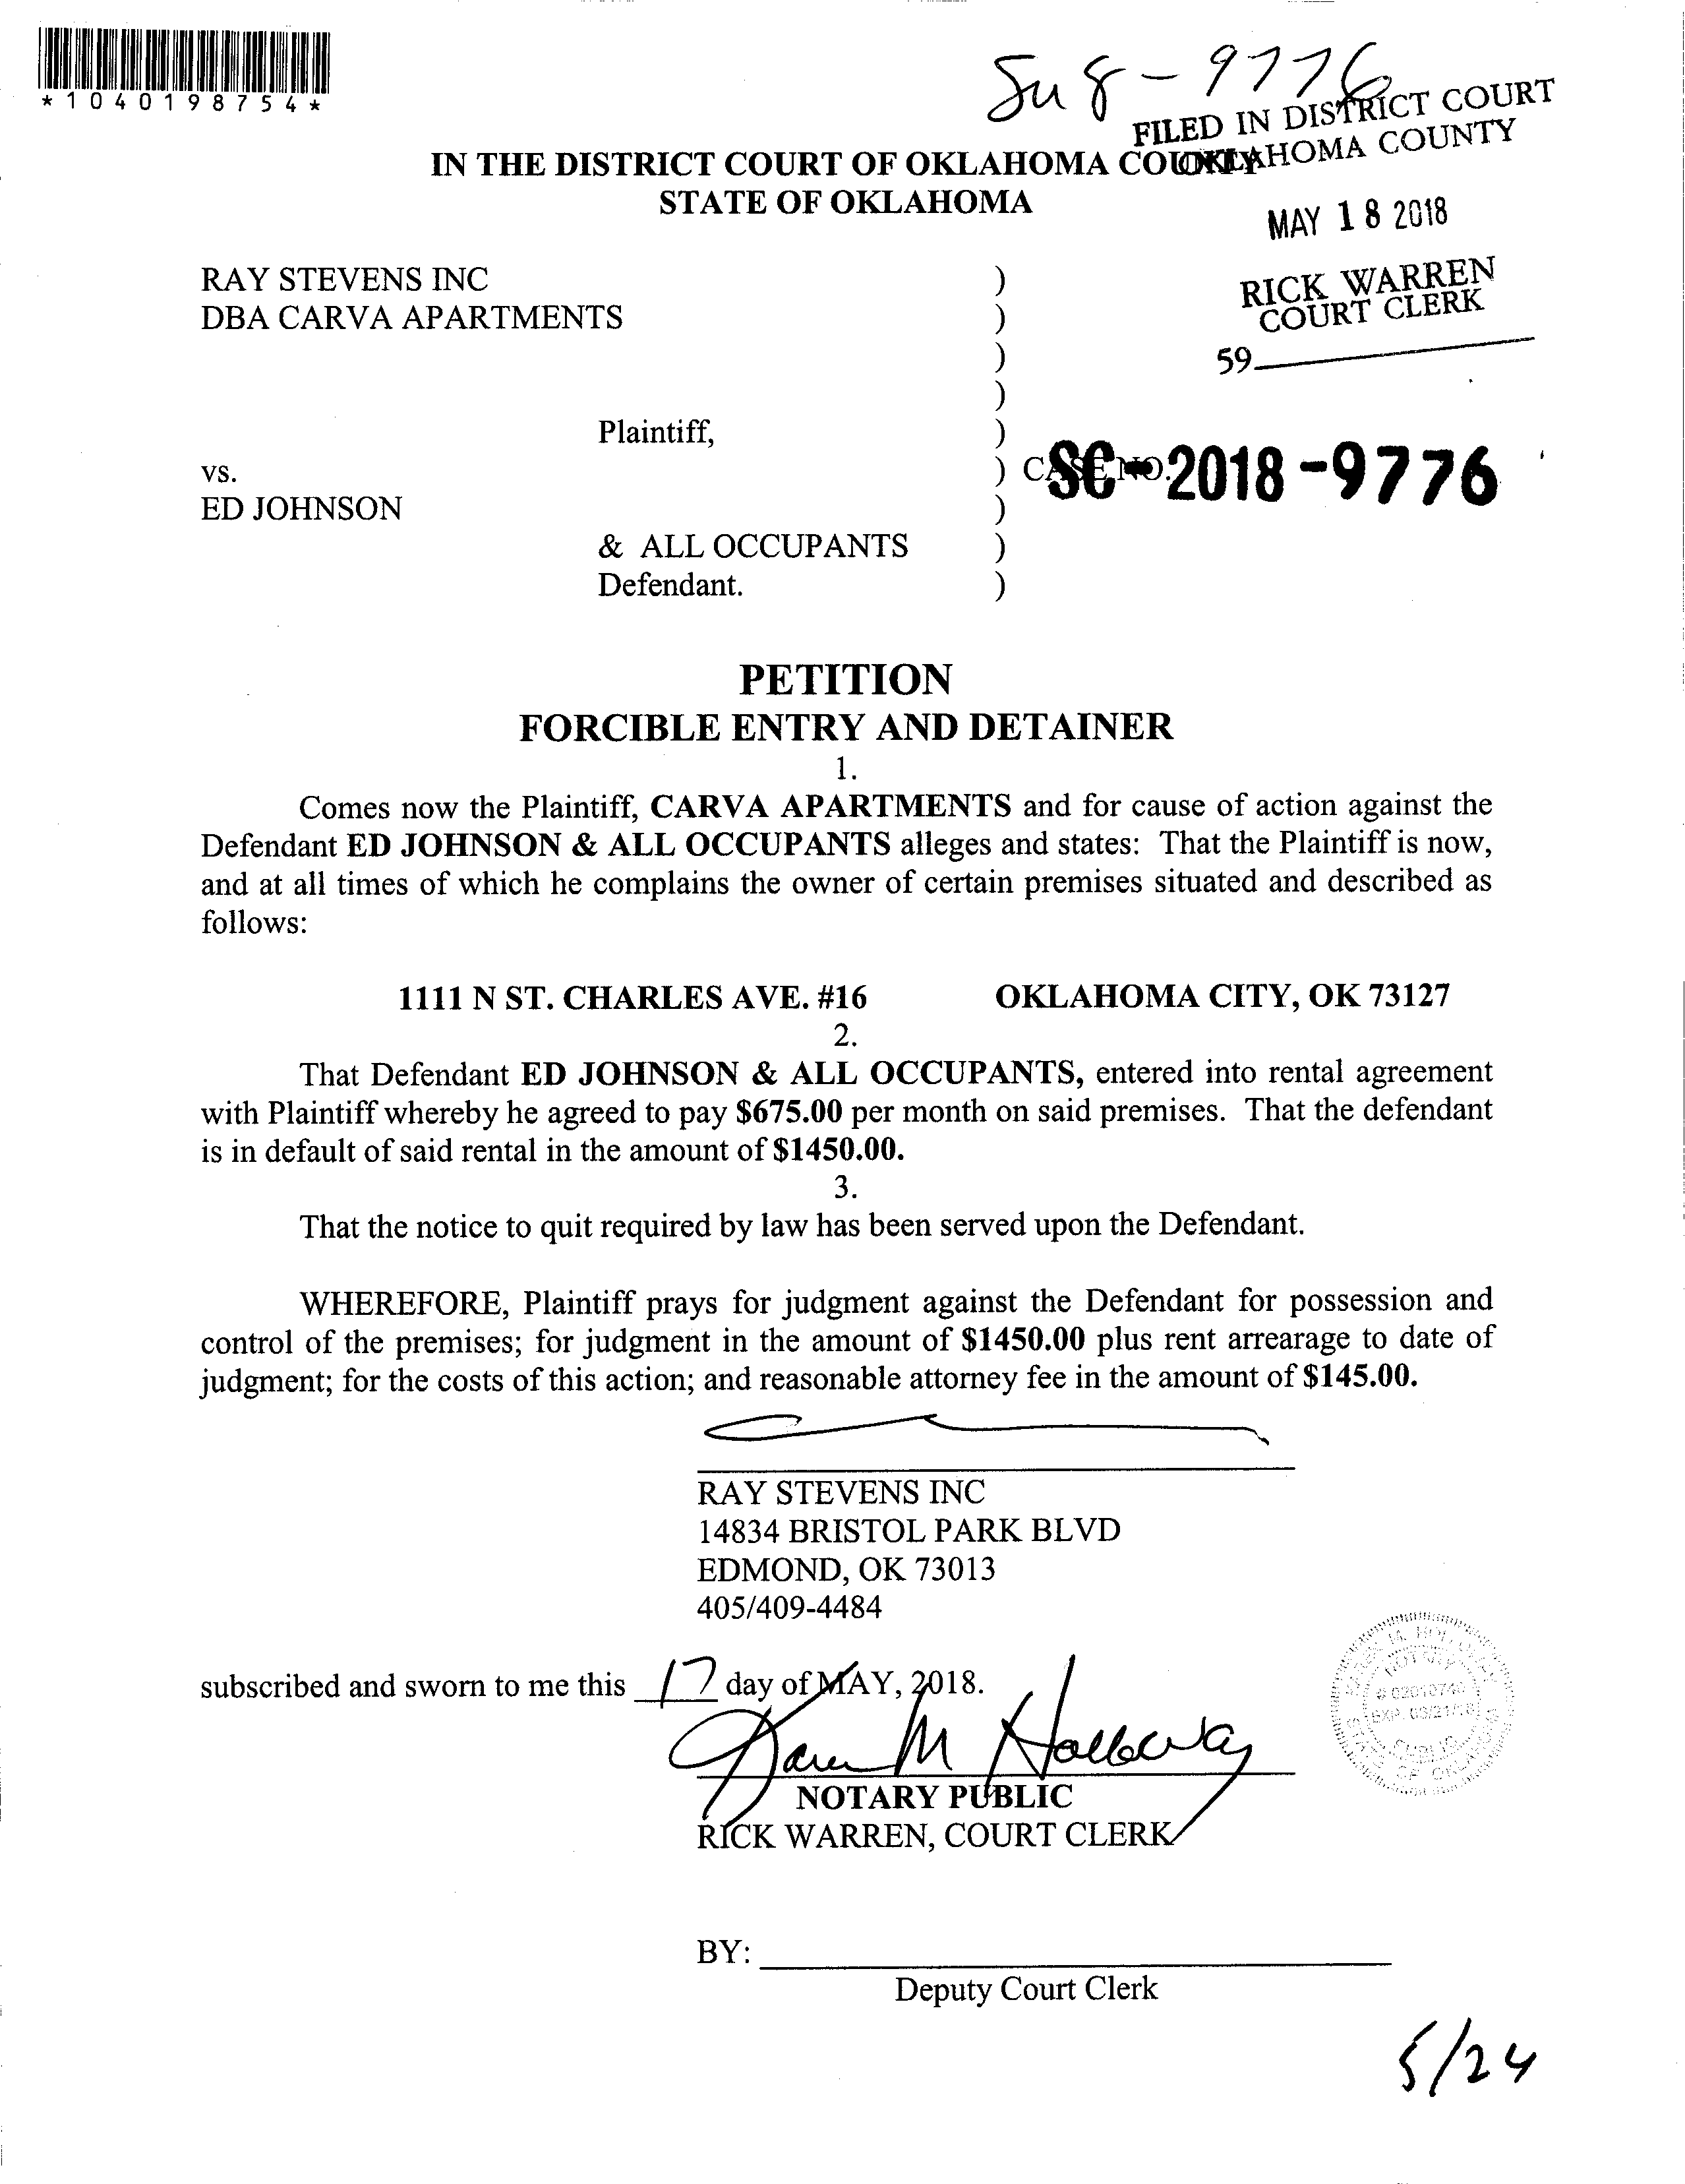 *1040198754*
Su 8-9776
FILED IN DISTRICT COURT
OKLAHOMA COUNTY
IN THE DISTRICT COURT OF OKLAHOMA COUNTY
STATE OF OKLAHOMA
MAY 18 2018
RAY STEVENS INC )
DBA CARVA APARTMENTS )
RICK WARREN
COURT CLERK
)
59
)
Plaintiff, )
vs. ) CASE NO. SC-2018-9776
ED JOHNSON )
& ALL OCCUPANTS )
Defendant. )
PETITION
FORCIBLE ENTRY AND DETAINER
1.
Comes now the Plaintiff, CARVA APARTMENTS and for cause of action against the
Defendant ED JOHNSON & ALL OCCUPANTS alleges and states: That the Plaintiff is now,
and at all times of which he complains the owner of certain premises situated and described as
follows:
1111 N ST. CHARLES AVE. #16 OKLAHOMA CITY, OK 73127
2.
That Defendant ED JOHNSON & ALL OCCUPANTS, entered into rental agreement
with Plaintiff whereby he agreed to pay $675.00 per month on said premises. That the defendant
is in default of said rental in the amount of $1450.00.
3.
That the notice to quit required by law has been served upon the Defendant.
WHEREFORE, Plaintiff prays for judgment against the Defendant for possession and
control of the premises; for judgment in the amount of $1450.00 plus rent arrearage to date of
judgment; for the costs of this action; and reasonable attorney fee in the amount of $145.00.
RAY STEVENS INC
14834 BRISTOL PARK BLVD
EDMOND, OK 73013
405/409-4484
subscribed and sworn to me this 17 day of MAY, 2018.
Karen M Holloway
NOTARY PUBLIC
RICK WARREN, COURT CLERK
NOTARY
PUBLIC
STATE OF OKLAHOMA
BY:
Deputy Court Clerk
5/24